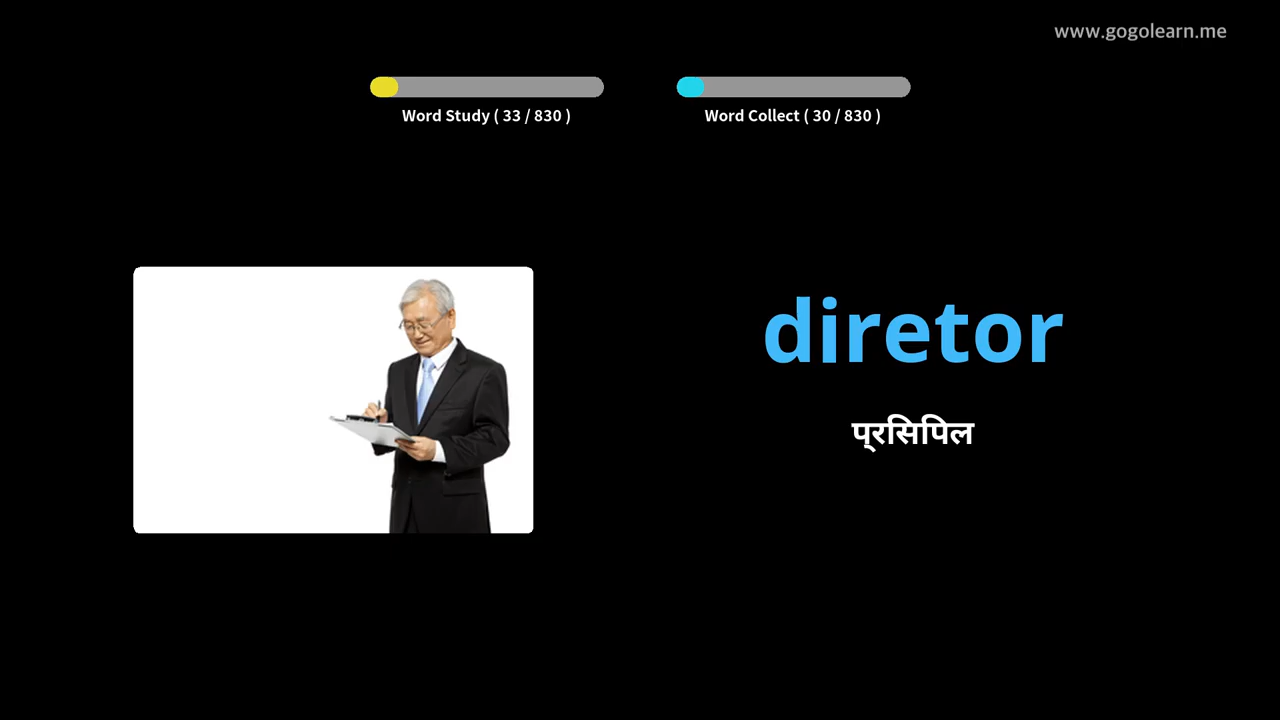 www.gogolearn.me
Word Study ( 33 / 830 )
Word Collect ( 30 / 830 )
diretor
प्रसिपिल